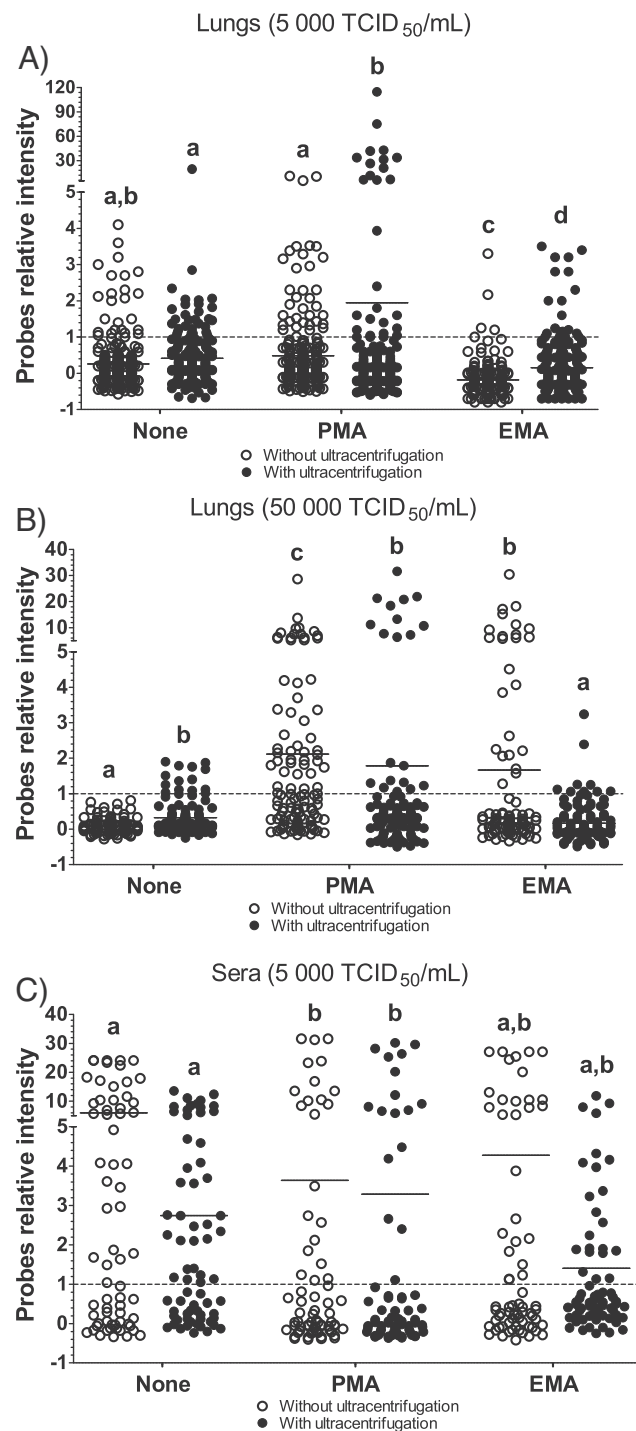 Lungs (5 000 TCID50/mL)
A)
Probes relative intensity
120
90
60
30
5
4
3
2
1
0
-1
a,b
a
a
b
c
d
None PMA EMA
Without ultracentrifugation
With ultracentrifugation
Lungs (50 000 TCID50/mL)
B)
Probes relative intensity
40
30
20
10
5
4
3
2
1
0
-1
a
b
c
b
b
a
None PMA EMA
Without ultracentrifugation
With ultracentrifugation
Sera (5 000 TCID50/mL)
C)
Probes relative intensity
40
30
20
10
5
4
3
2
1
0
-1
a
a
b
b
a,b
a,b
None PMA EMA
Without ultracentrifugation
With ultracentrifugation